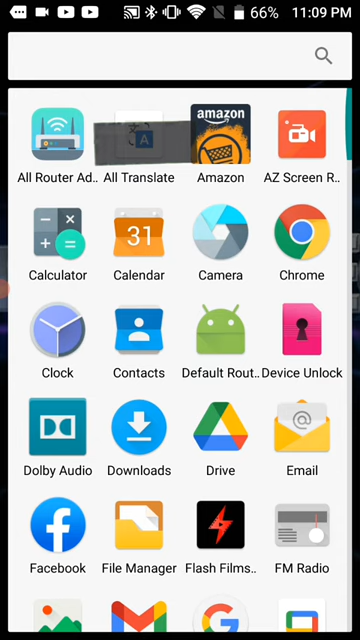 66% 11:09 PM
amazon
All Router Ad.. All Translate Amazon AZ Screen R..
31
Calculator Calendar Camera Chrome
Clock Contacts Default Rout.. Device Unlock
Dolby Audio Downloads Drive Email
Facebook File Manager Flash Films.. FM Radio